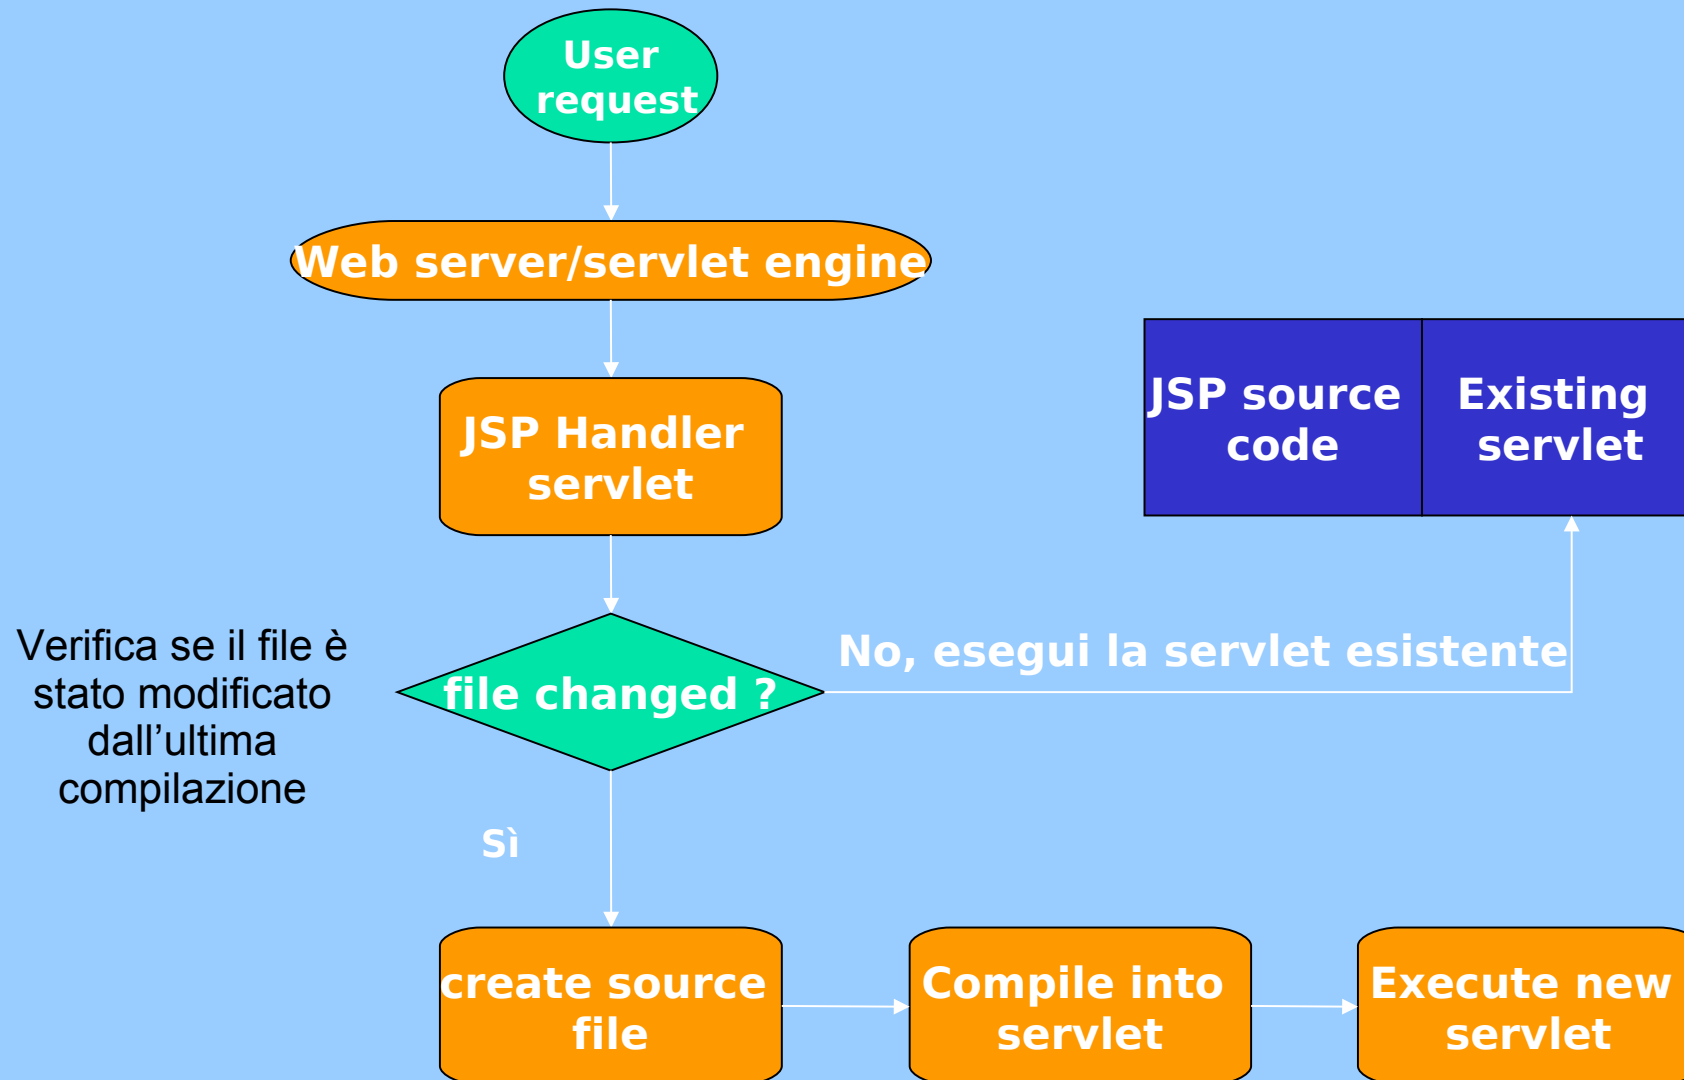 User
request
Web server/servlet engine
JSP Handler
servlet
JSP source
code
Existing
servlet
Verifica se il file è
stato modificato
dall’ultima
compilazione
file changed ?
No, esegui la servlet esistente
Sì
create source
file
Compile into
servlet
Execute new
servlet